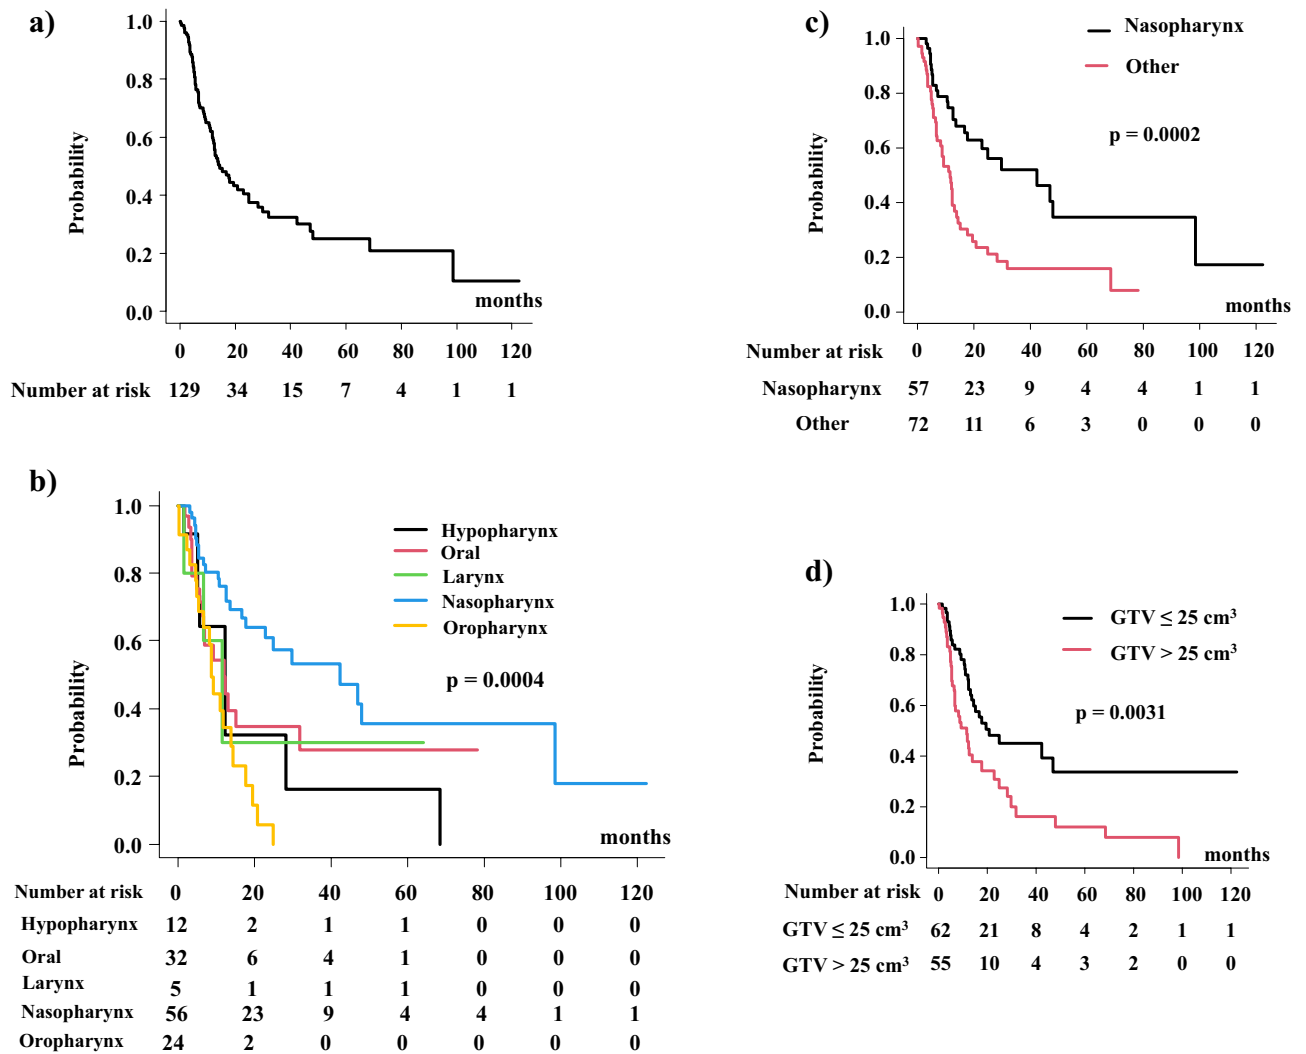 a)
1.0
0.8
0.6
0.4
0.2
0.0
Probability
months
0 20 40 60 80 100 120
Number at risk 129 34 15 7 4 1 1
b)
1.0
0.8
0.6
0.4
0.2
0.0
Probability
Hypopharynx
Oral
Larynx
Nasopharynx
Oropharynx
p = 0.0004
months
Number at risk 0 20 40 60 80 100 120
Hypopharynx 12 2 1 1 0 0 0
Oral 32 6 4 1 0 0 0
Larynx 5 1 1 1 0 0 0
Nasopharynx 56 23 9 4 4 1 1
Oropharynx 24 2 0 0 0 0 0
c)
1.0
0.8
0.6
0.4
0.2
0.0
Probability
Nasopharynx
Other
p = 0.0002
months
Number at risk 0 20 40 60 80 100 120
Nasopharynx 57 23 9 4 4 1 1
Other 72 11 6 3 0 0 0
d)
1.0
0.8
0.6
0.4
0.2
0.0
Probability
GTV ≤ 25 cm³
GTV > 25 cm³
p = 0.0031
months
Number at risk 0 20 40 60 80 100 120
GTV ≤ 25 cm³ 62 21 8 4 2 1 1
GTV > 25 cm³ 55 10 4 3 2 0 0